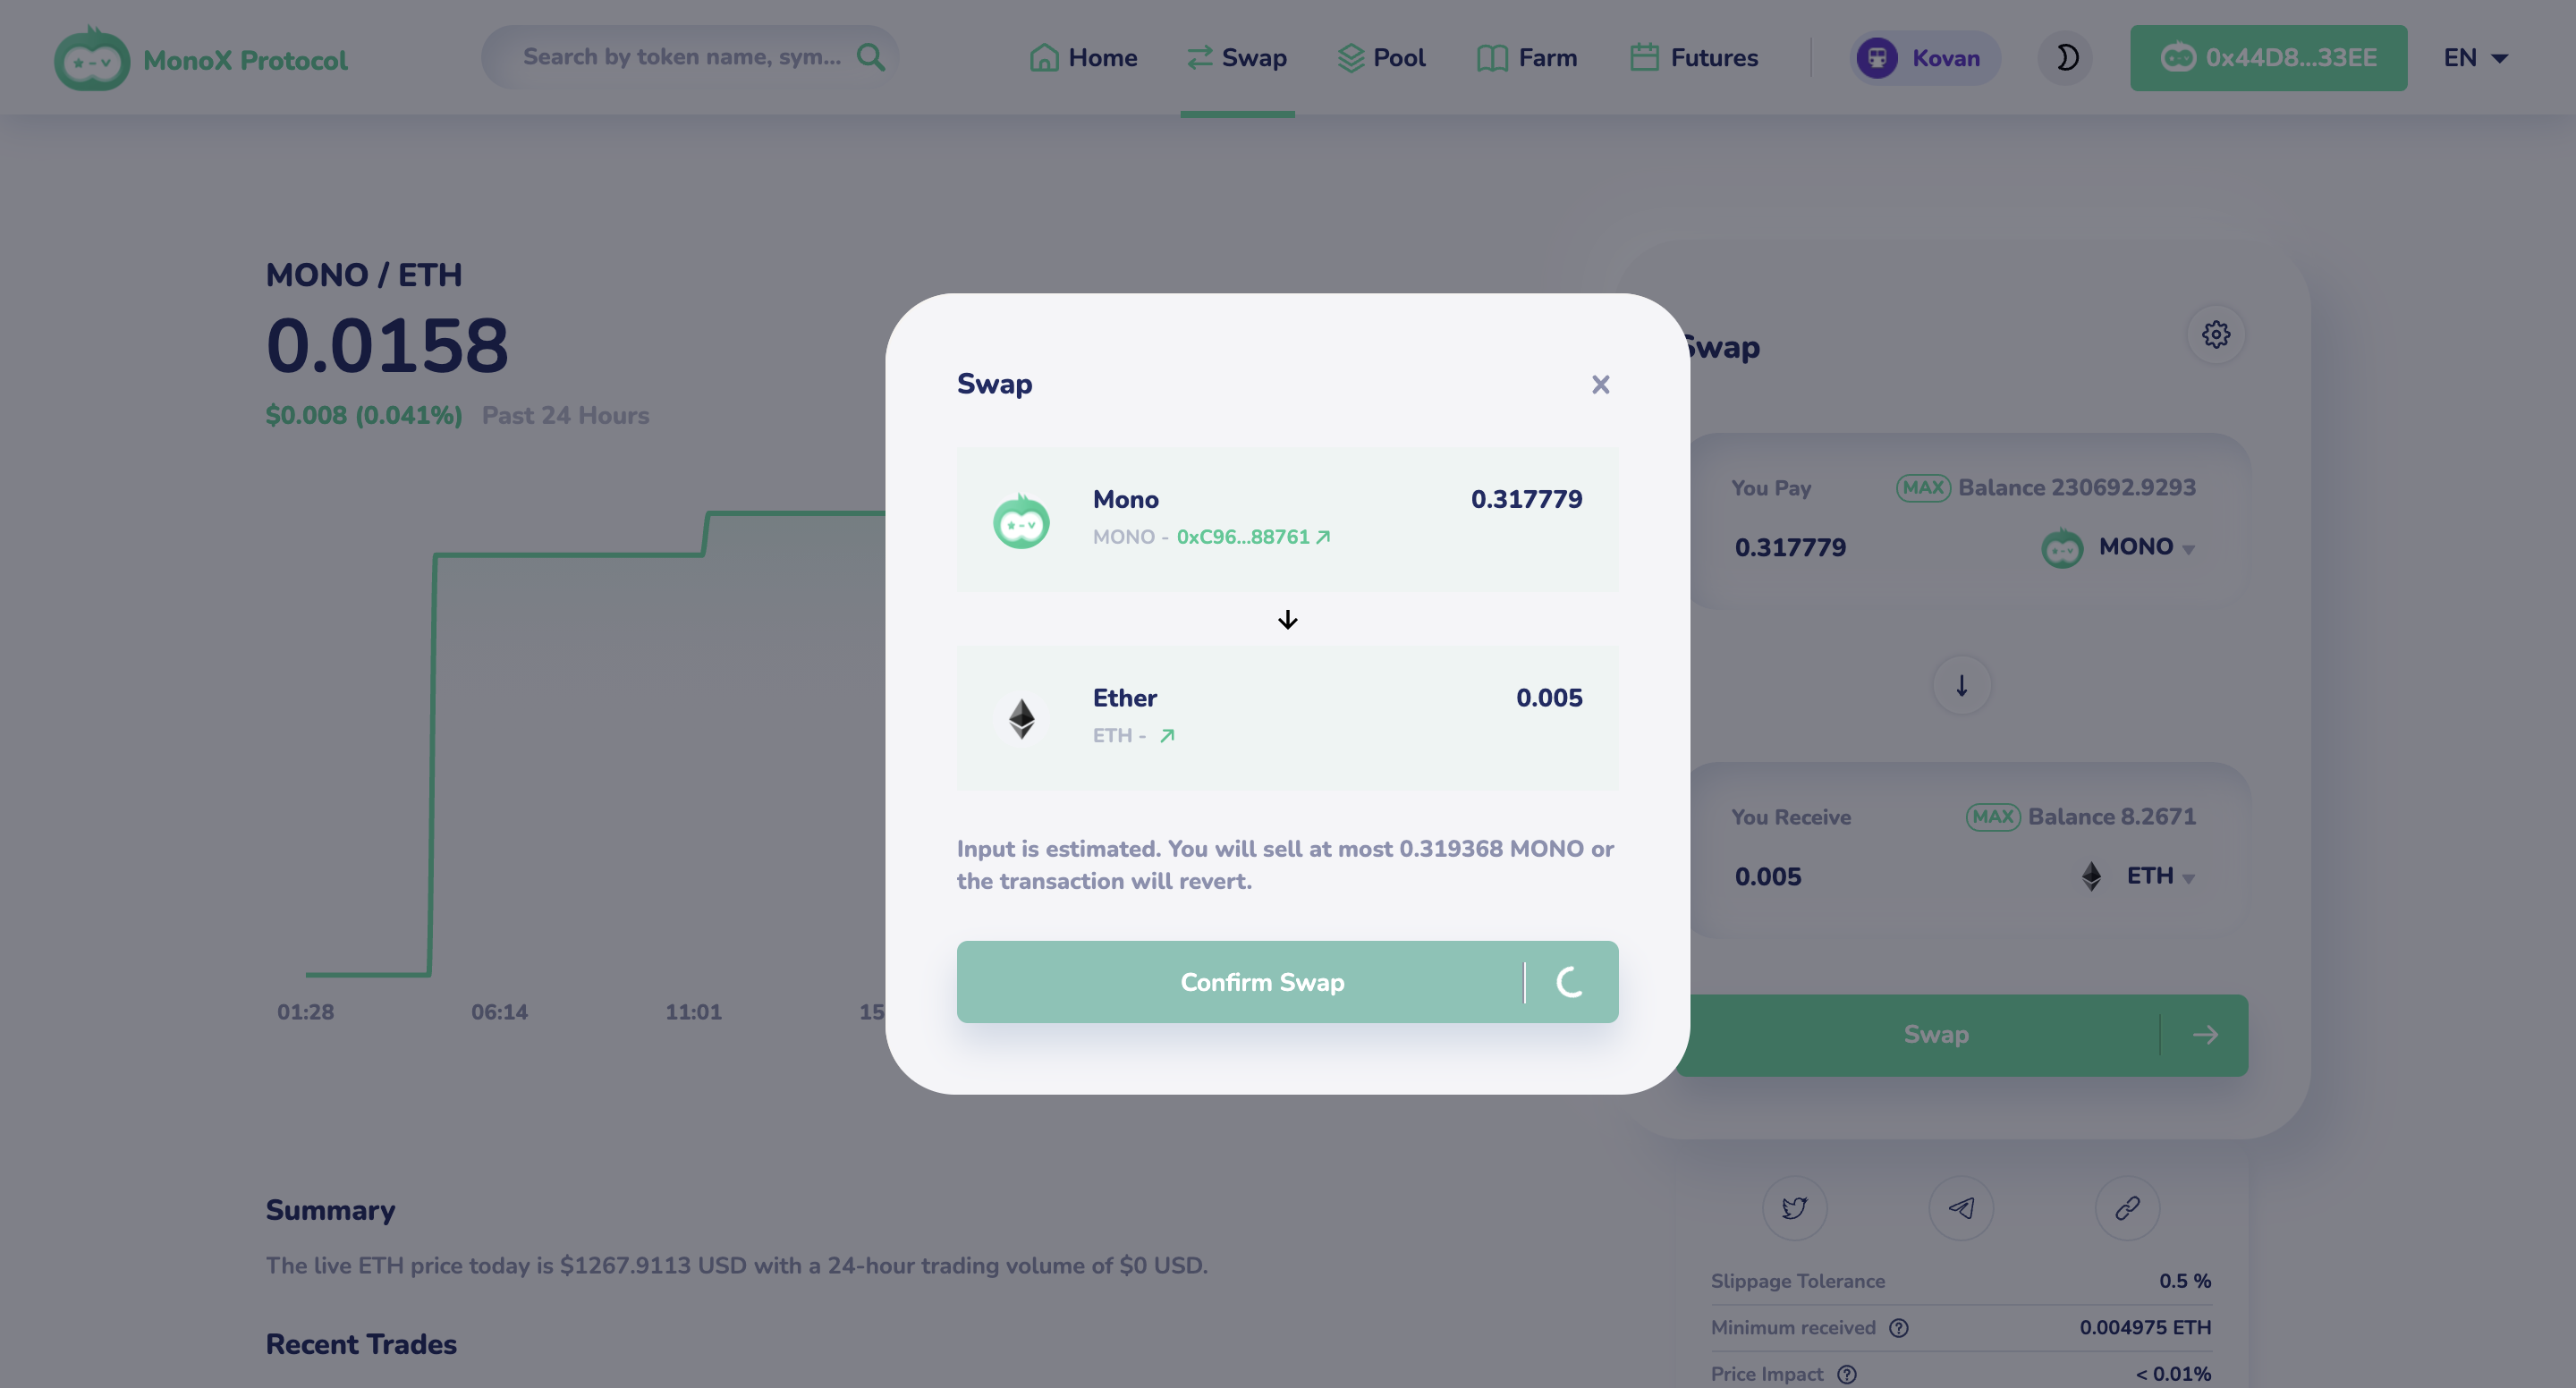 MonoX Protocol
Search by token name, sym...
Home
Swap
Pool
Farm
Futures
Kovan
0x44D8...33EE
EN
MONO / ETH
0.0158
$0.008 (0.041%) Past 24 Hours
01:28 06:14 11:01 15
Swap
Mono 0.317779
MONO - 0xC96...88761
Ether 0.005
ETH -
Input is estimated. You will sell at most 0.319368 MONO or
the transaction will revert.
Confirm Swap
Swap
You Pay MAX Balance 230692.9293
0.317779 MONO
You Receive MAX Balance 8.2671
0.005 ETH
Swap
Slippage Tolerance 0.5 %
Minimum received 0.004975 ETH
Price Impact < 0.01%
Summary
The live ETH price today is $1267.9113 USD with a 24-hour trading volume of $0 USD.
Recent Trades